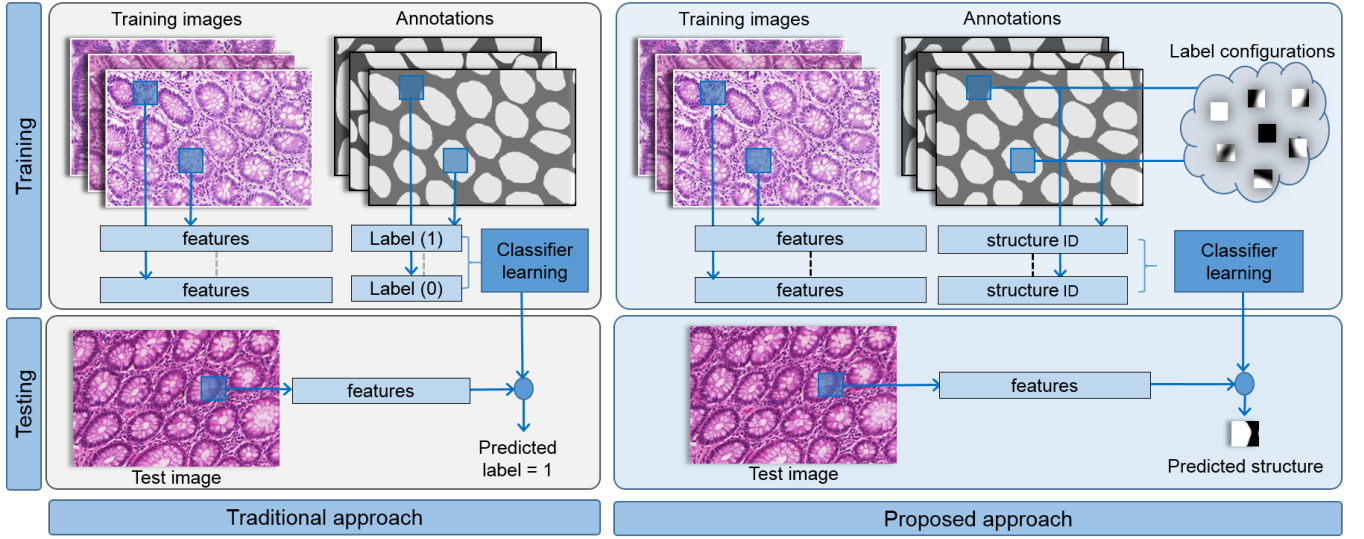 Training
Training images
Annotations
features
features
Label (1)
Label (0)
Classifier
learning
Training images
Annotations
Label configurations
features
features
structure ID
structure ID
Classifier
learning
Testing
Test image
features
Predicted
label = 1
Test image
features
Predicted structure
Traditional approach
Proposed approach